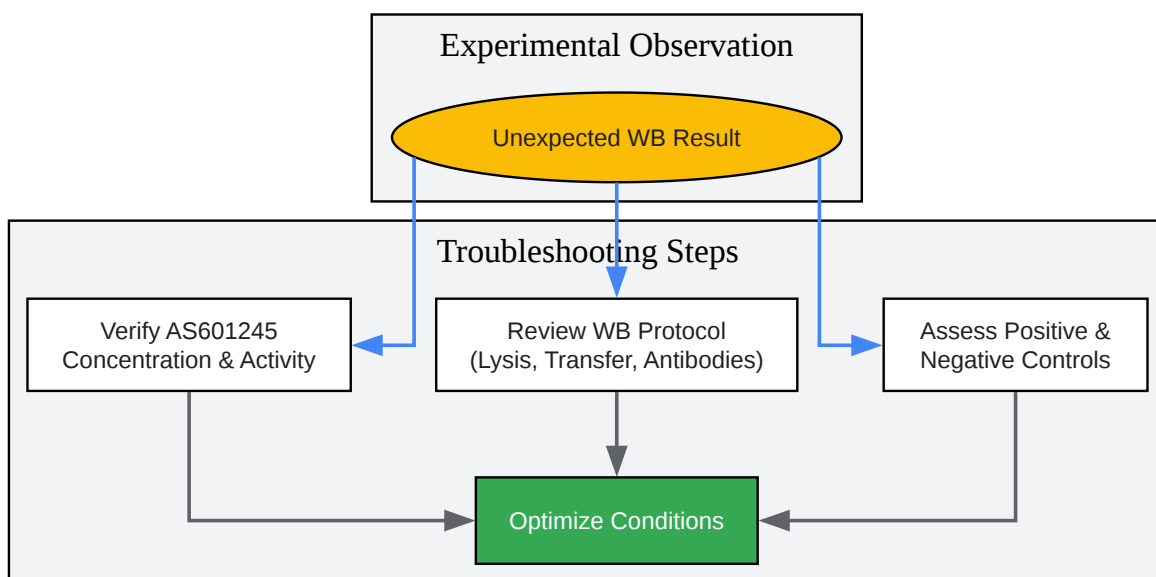 Experimental Observation
Unexpected WB Result
Troubleshooting Steps
Verify AS601245
Concentration & Activity
Review WB Protocol
(Lysis, Transfer, Antibodies)
Assess Positive &
Negative Controls
Optimize Conditions